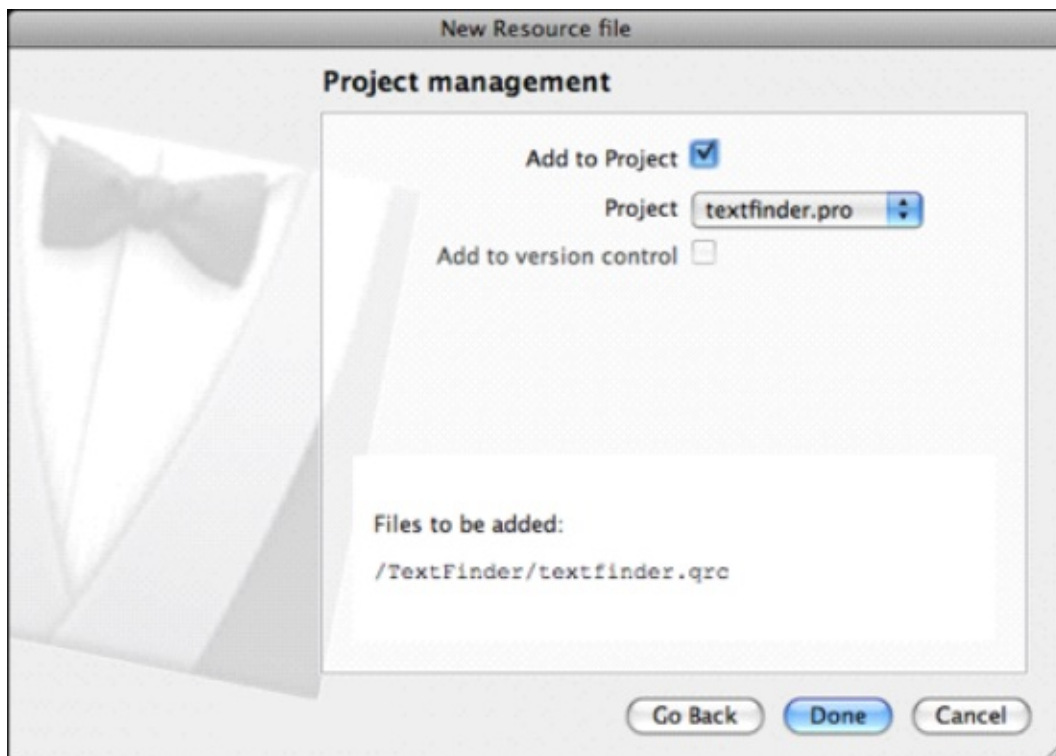 New Resource file
Project management
Add to Project
Project textfinder.pro
Add to version control
Files to be added:
/TextFinder/textfinder.qrc
Go Back Done Cancel